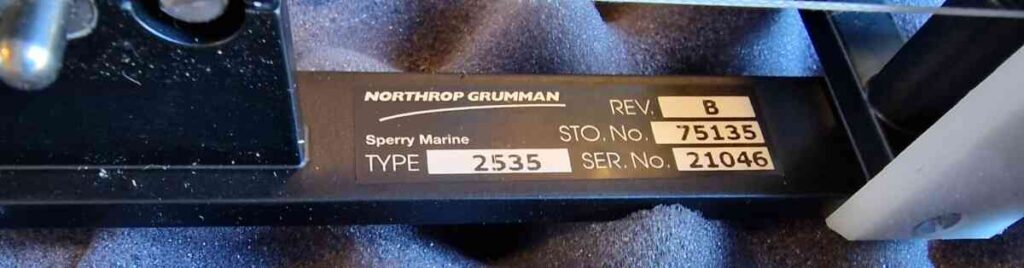 NORTHROP GRUMMAN
REV. B
Sperry Marine
STO. No. 75135
TYPE 2535
SER. No. 21046